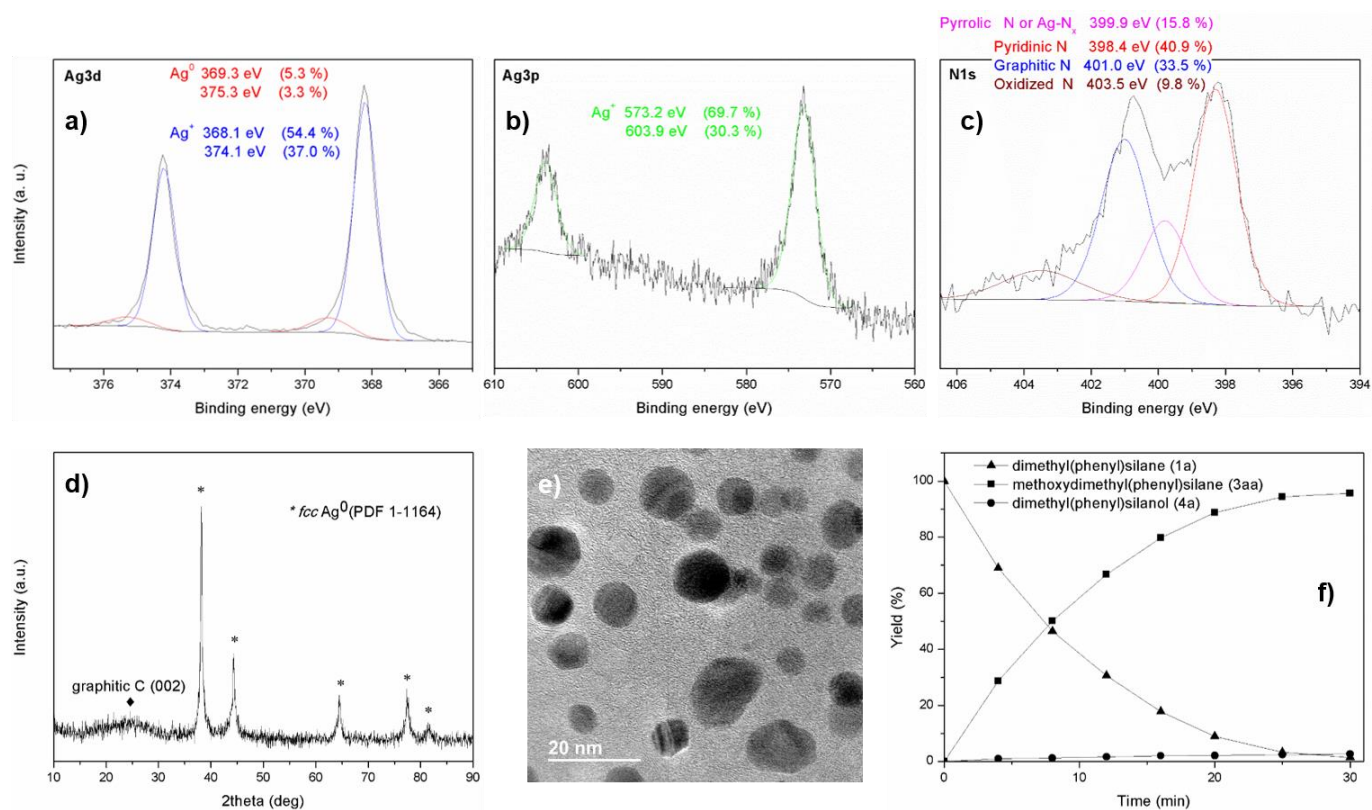 Ag3d
Ag⁰ 369.3 eV (5.3 %)
375.3 eV (3.3 %)
a)
Ag⁺ 368.1 eV (54.4 %)
374.1 eV (37.0 %)
Intensity (a. u.)
376 374 372 370 368 366
Binding energy (eV)
Ag3p
b)
Ag⁺ 573.2 eV (69.7 %)
603.9 eV (30.3 %)
610 600 590 580 570 560
Binding energy (eV)
Pyrrolic N or Ag-Nₓ 399.9 eV (15.8 %)
Pyridinic N 398.4 eV (40.9 %)
Graphitic N 401.0 eV (33.5 %)
Oxidized N 403.5 eV (9.8 %)
N1s
c)
406 404 402 400 398 396 394
Binding energy (eV)
d)
* fcc Ag⁰(PDF 1-1164)
* * * * *
graphitic C (002)
Intensity (a.u.)
10 20 30 40 50 60 70 80 90
2theta (deg)
e)
20 nm
f)
dimethyl(phenyl)silane (1a)
methoxydimethyl(phenyl)silane (3aa)
dimethyl(phenyl)silanol (4a)
Yield (%)
100
80
60
40
20
0
0 10 20 30
Time (min)